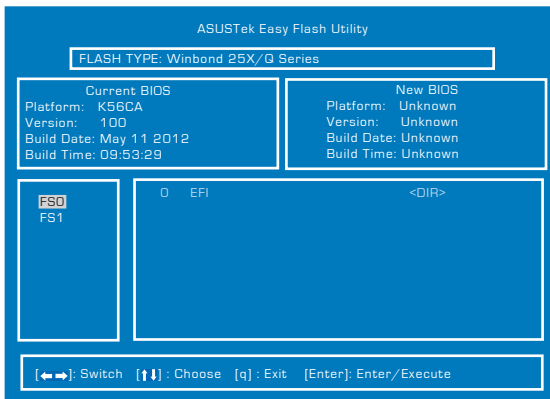 ASUSTek Easy Flash Utility
FLASH TYPE: Winbond 25X/Q Series
Current BIOS
Platform: K56CA
Version: 100
Build Date: May 11 2012
Build Time: 09:53:29
New BIOS
Platform: Unknown
Version: Unknown
Build Date: Unknown
Build Time: Unknown
FS0
FS1
0 EFI <DIR>
[←→]: Switch [↑↓] : Choose [q] : Exit [Enter]: Enter/Execute